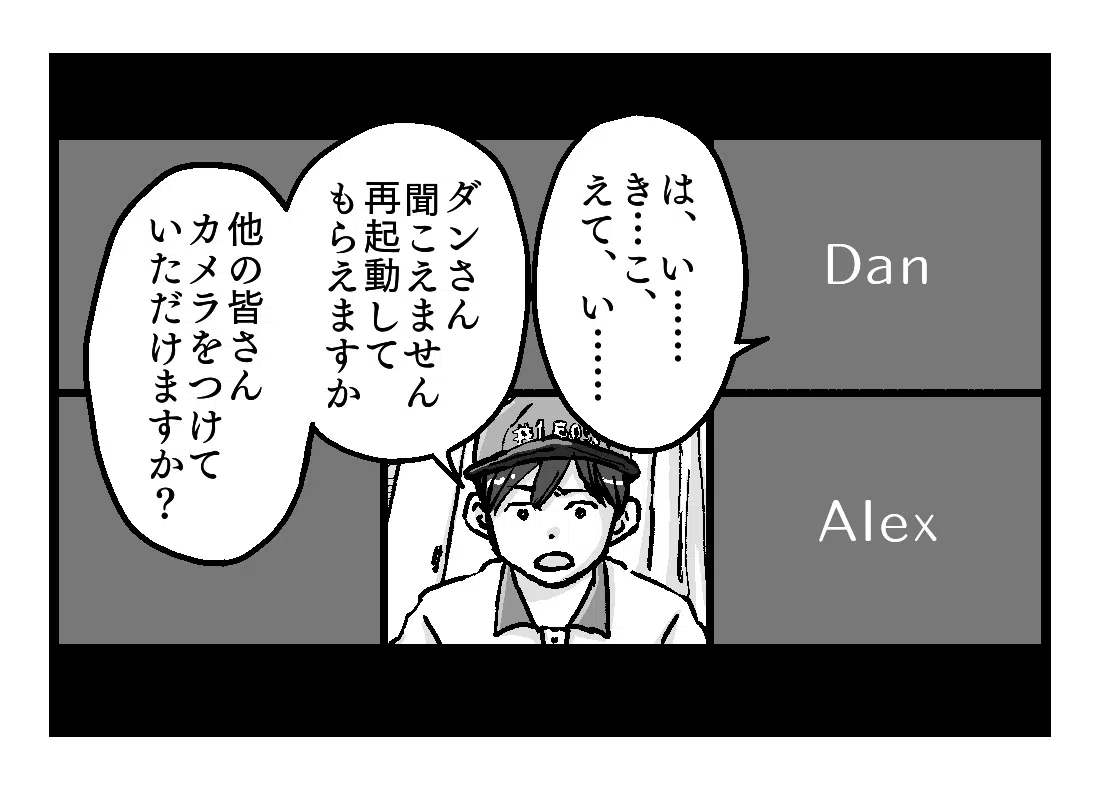 は、い……
き…こ、
えて、い……
ダンさん
聞こえません
再起動して
もらえますか
他の皆さん
カメラをつけて
いただけますか？
Dan
Alex
#1